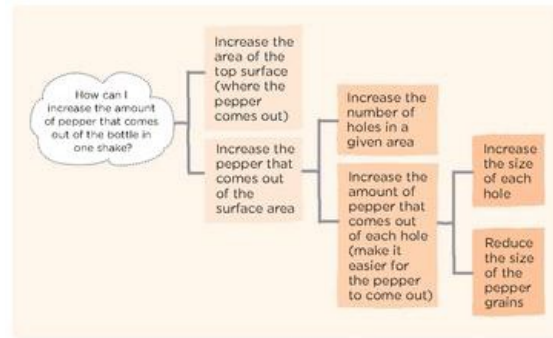 How can I
increase the amount
of pepper that comes
out of the bottle in
one shake?
Increase the
area of the
top surface
(where the
pepper
comes out)
Increase the
pepper that
comes out
of the
surface area
Increase the
number of
holes in a
given area
Increase the
amount of
pepper that
comes out
of each hole
(make it
easier for
the pepper
to come out)
Increase
the size
of each
hole
Reduce
the size
of the
pepper
grains